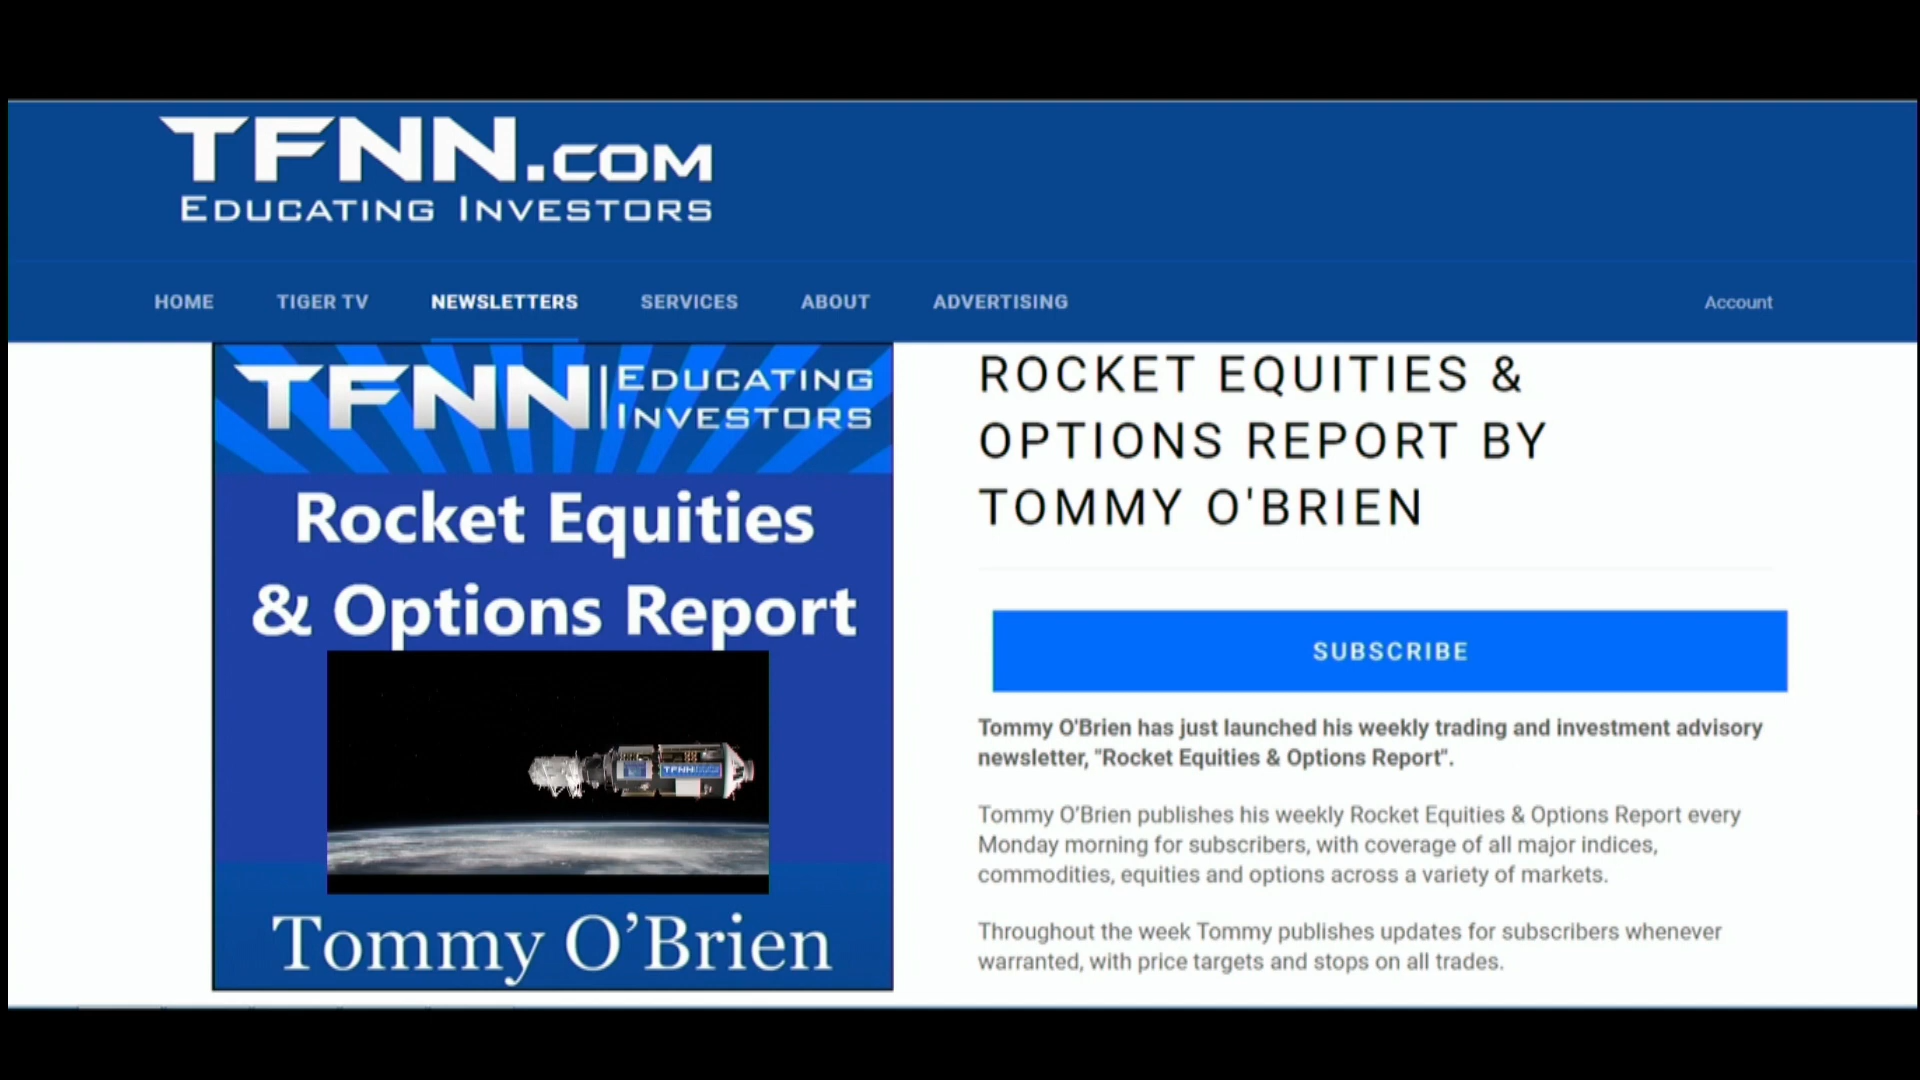 TFNN.COM
EDUCATING INVESTORS
HOME TIGER TV NEWSLETTERS SERVICES ABOUT ADVERTISING Account
TFNN EDUCATING
INVESTORS
Rocket Equities
& Options Report
TFNN
Tommy O’Brien
ROCKET EQUITIES &
OPTIONS REPORT BY
TOMMY O'BRIEN
SUBSCRIBE
Tommy O'Brien has just launched his weekly trading and investment advisory
newsletter, "Rocket Equities & Options Report".
Tommy O'Brien publishes his weekly Rocket Equities & Options Report every
Monday morning for subscribers, with coverage of all major indices,
commodities, equities and options across a variety of markets.
Throughout the week Tommy publishes updates for subscribers whenever
warranted, with price targets and stops on all trades.